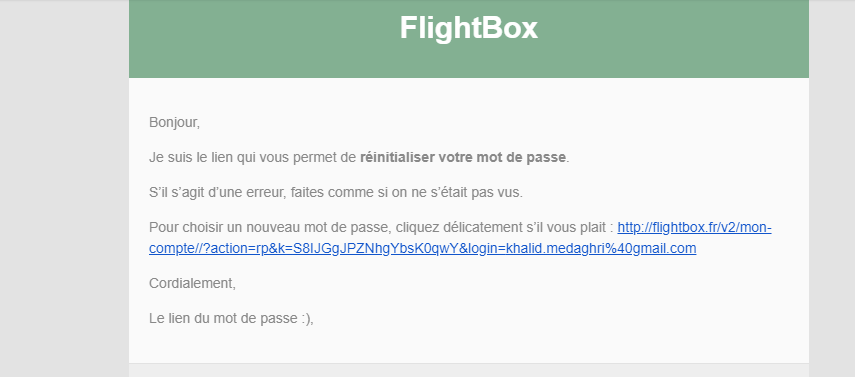 FlightBox
Bonjour,
Je suis le lien qui vous permet de réinitialiser votre mot de passe.
S'il s'agit d'une erreur, faites comme si on ne s'était pas vus.
Pour choisir un nouveau mot de passe, cliquez délicatement s'il vous plait : http://flightbox.fr/v2/mon-
compte//?action=rp&k=S8IJGgJPZNhgYbsK0qwY&login=khalid.medaghri%40gmail.com
Cordialement,
Le lien du mot de passe :),